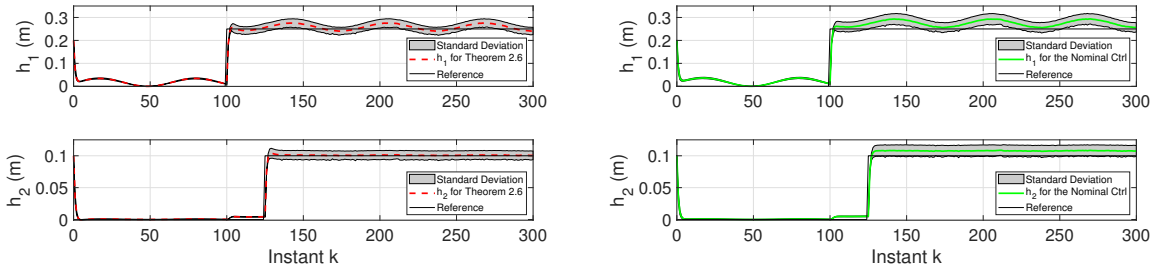 h1 (m)
0.3
0.2
0.1
0
0 50 100 150 200 250 300
Standard Deviation
h1 for Theorem 2.6
Reference
h2 (m)
0.1
0.05
0
0 50 100 150 200 250 300
Standard Deviation
h2 for Theorem 2.6
Reference
Instant k
h1 (m)
0.3
0.2
0.1
0
0 50 100 150 200 250 300
Standard Deviation
h1 for the Nominal Ctrl
Reference
h2 (m)
0.1
0.05
0
0 50 100 150 200 250 300
Standard Deviation
h2 for the Nominal Ctrl
Reference
Instant k